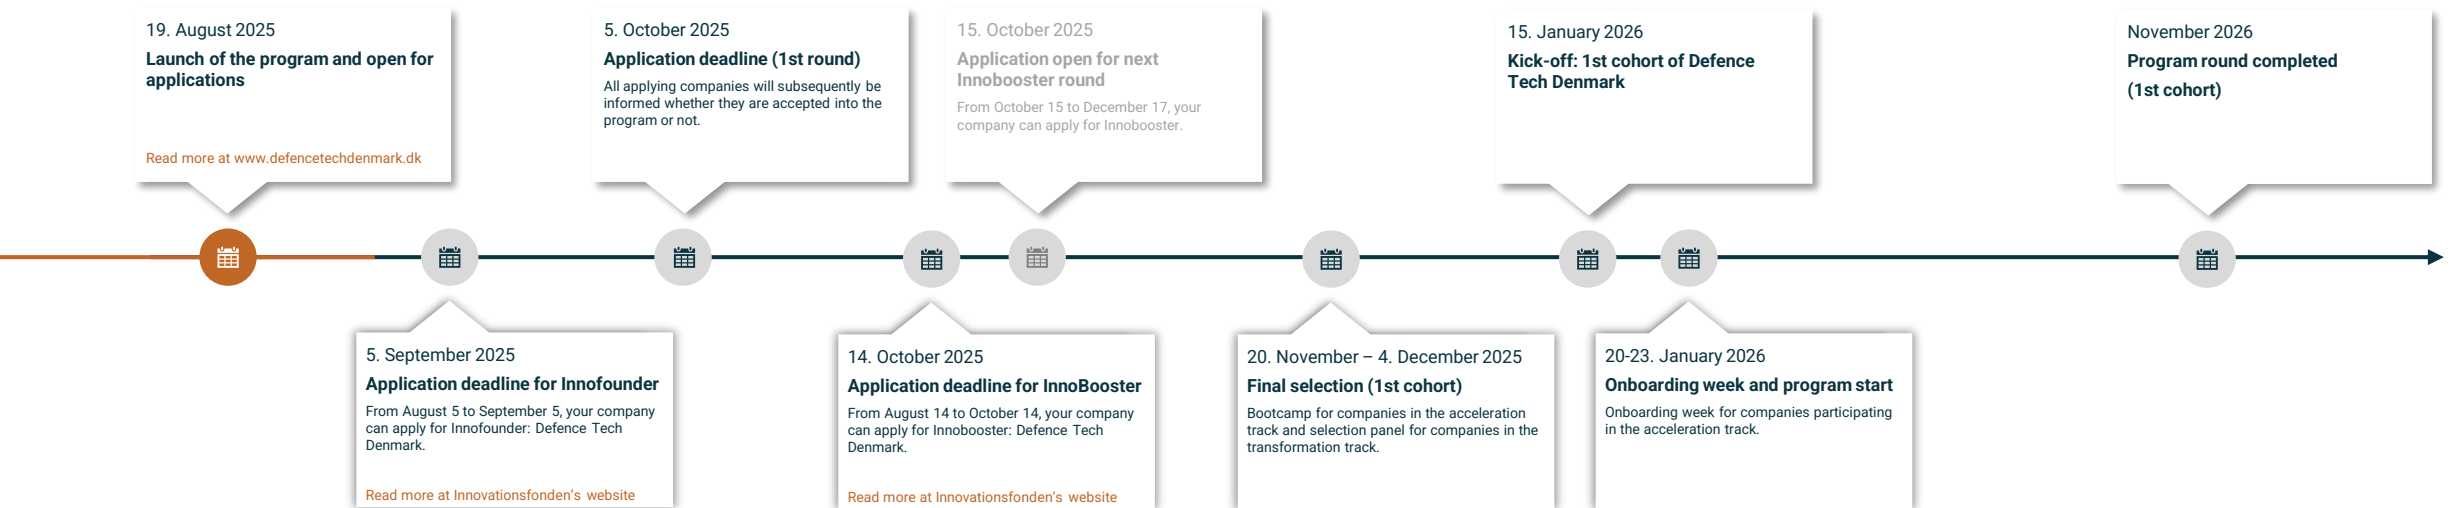 19. August 2025
Launch of the program and open for
applications
Read more at www.defencetechdenmark.dk
5. September 2025
Application deadline for Innofounder
From August 5 to September 5, your company
can apply for Innofounder: Defence Tech
Denmark.
Read more at Innovationsfonden's website
5. October 2025
Application deadline (1st round)
All applying companies will subsequently be
informed whether they are accepted into the
program or not.
14. October 2025
Application deadline for InnoBooster
From August 14 to October 14, your company
can apply for Innobooster: Defence Tech
Denmark.
Read more at Innovationsfonden's website
15. October 2025
Application open for next
Innobooster round
From October 15 to December 17, your
company can apply for Innobooster.
20. November – 4. December 2025
Final selection (1st cohort)
Bootcamp for companies in the acceleration
track and selection panel for companies in the
transformation track.
15. January 2026
Kick-off: 1st cohort of Defence
Tech Denmark
20-23. January 2026
Onboarding week and program start
Onboarding week for companies participating
in the acceleration track.
November 2026
Program round completed
(1st cohort)